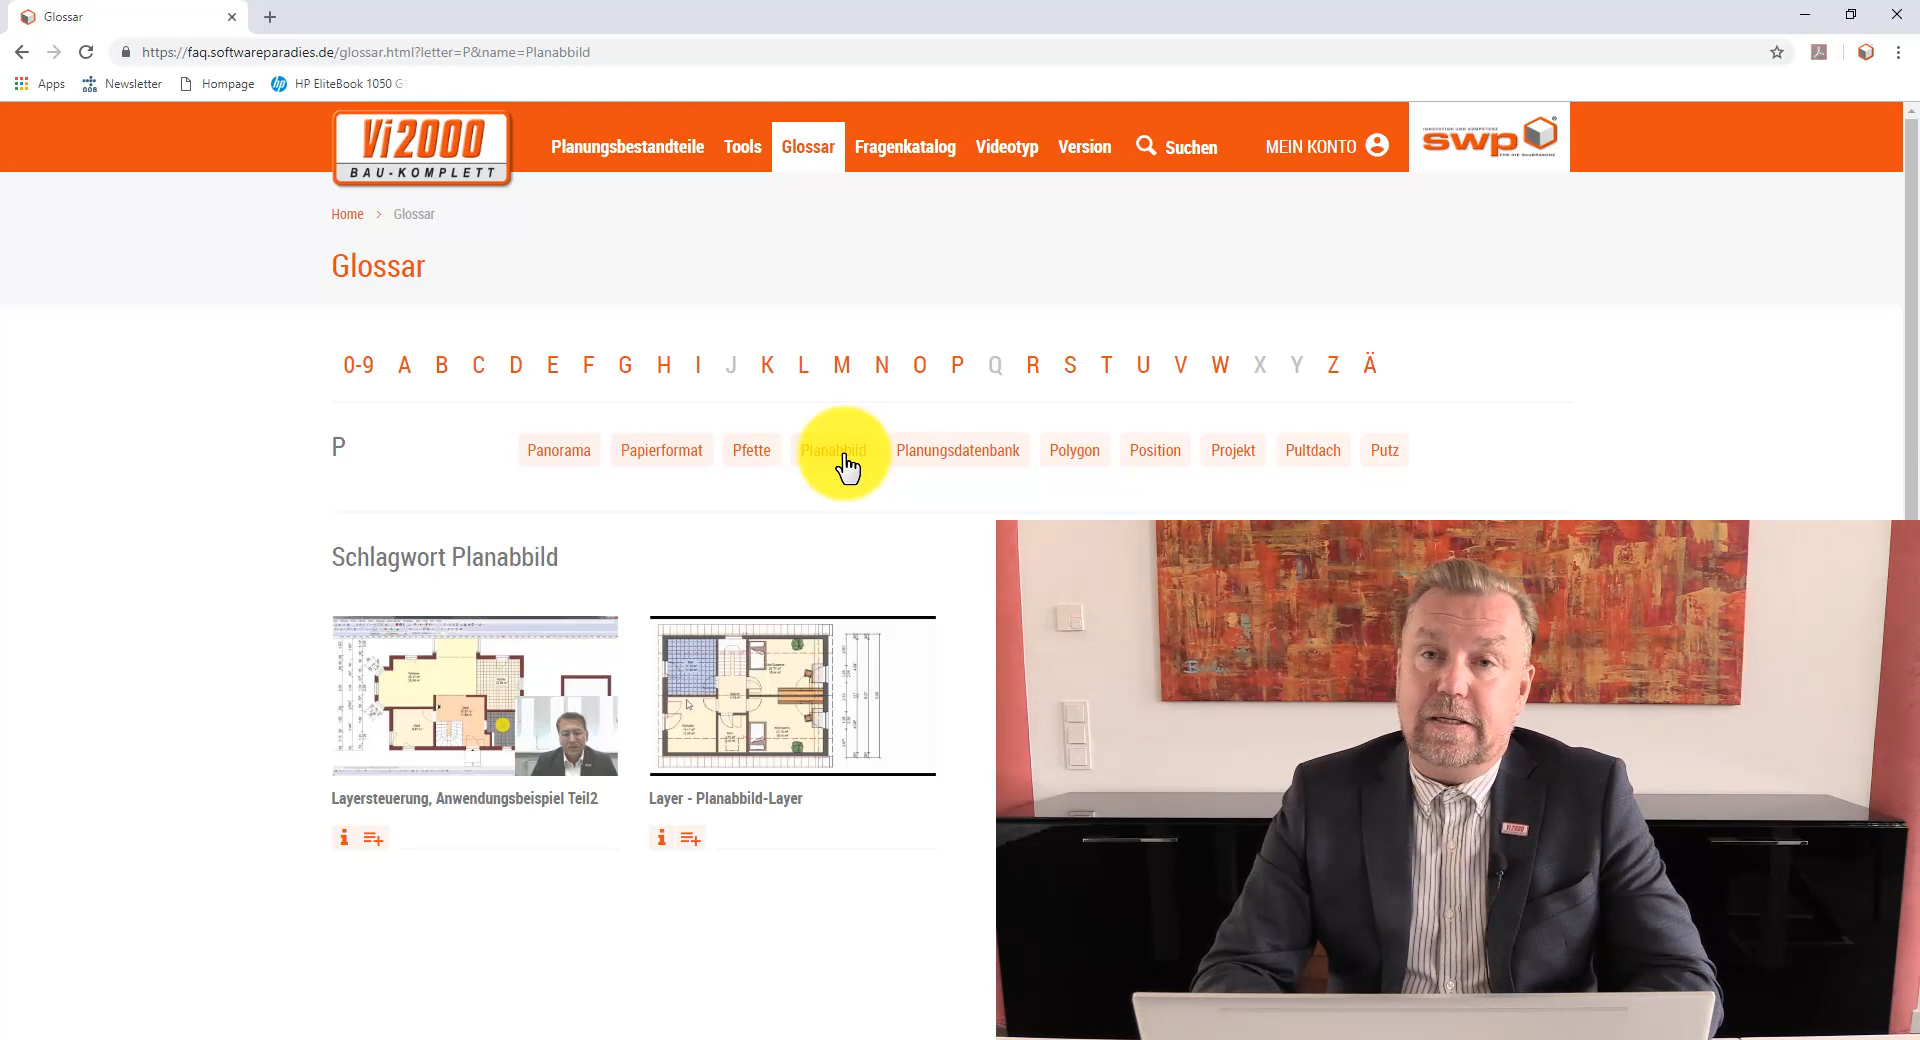 Glossar
https://faq.softwareparadies.de/glossar.html?letter=P&name=Planabbild
Apps
Newsletter
Hompage
HP EliteBook 1050 G
Vi2000
BAU-KOMPLETT
Planungsbestandteile
Tools
Glossar
Fragenkatalog
Videotyp
Version
Suchen
MEIN KONTO
swp
Home > Glossar
Glossar
0-9 A B C D E F G H I J K L M N O P Q R S T U V W X Y Z Ä
P
Panorama
Papierformat
Pfette
Planabbild
Planungsdatenbank
Polygon
Position
Projekt
Pultdach
Putz
Schlagwort Planabbild
Layersteuerung, Anwendungsbeispiel Teil2
Layer - Planabbild-Layer
Vi2000